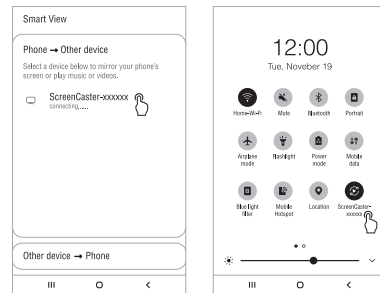 Smart View
Phone → Other device
Select a device below to mirror your phone's
screen or play music or videos.
ScreenCaster-xxxxxx
connecting......
Other device → Phone
12:00
Tue, Noveber 19
Home-Wi-Fi
Mute
Bluetooth
Portrait
Airplane
mode
Flashlight
Power
mode
Mobile
data
Blue light
filter
Mobile
Hotspot
Location
ScreenCaster-
xxxxxx